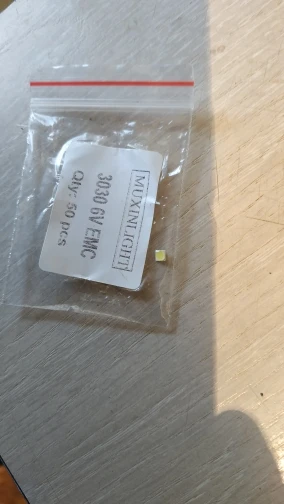 MUXINLIGHT
3030 6V EMC
Qty: 50 pcs